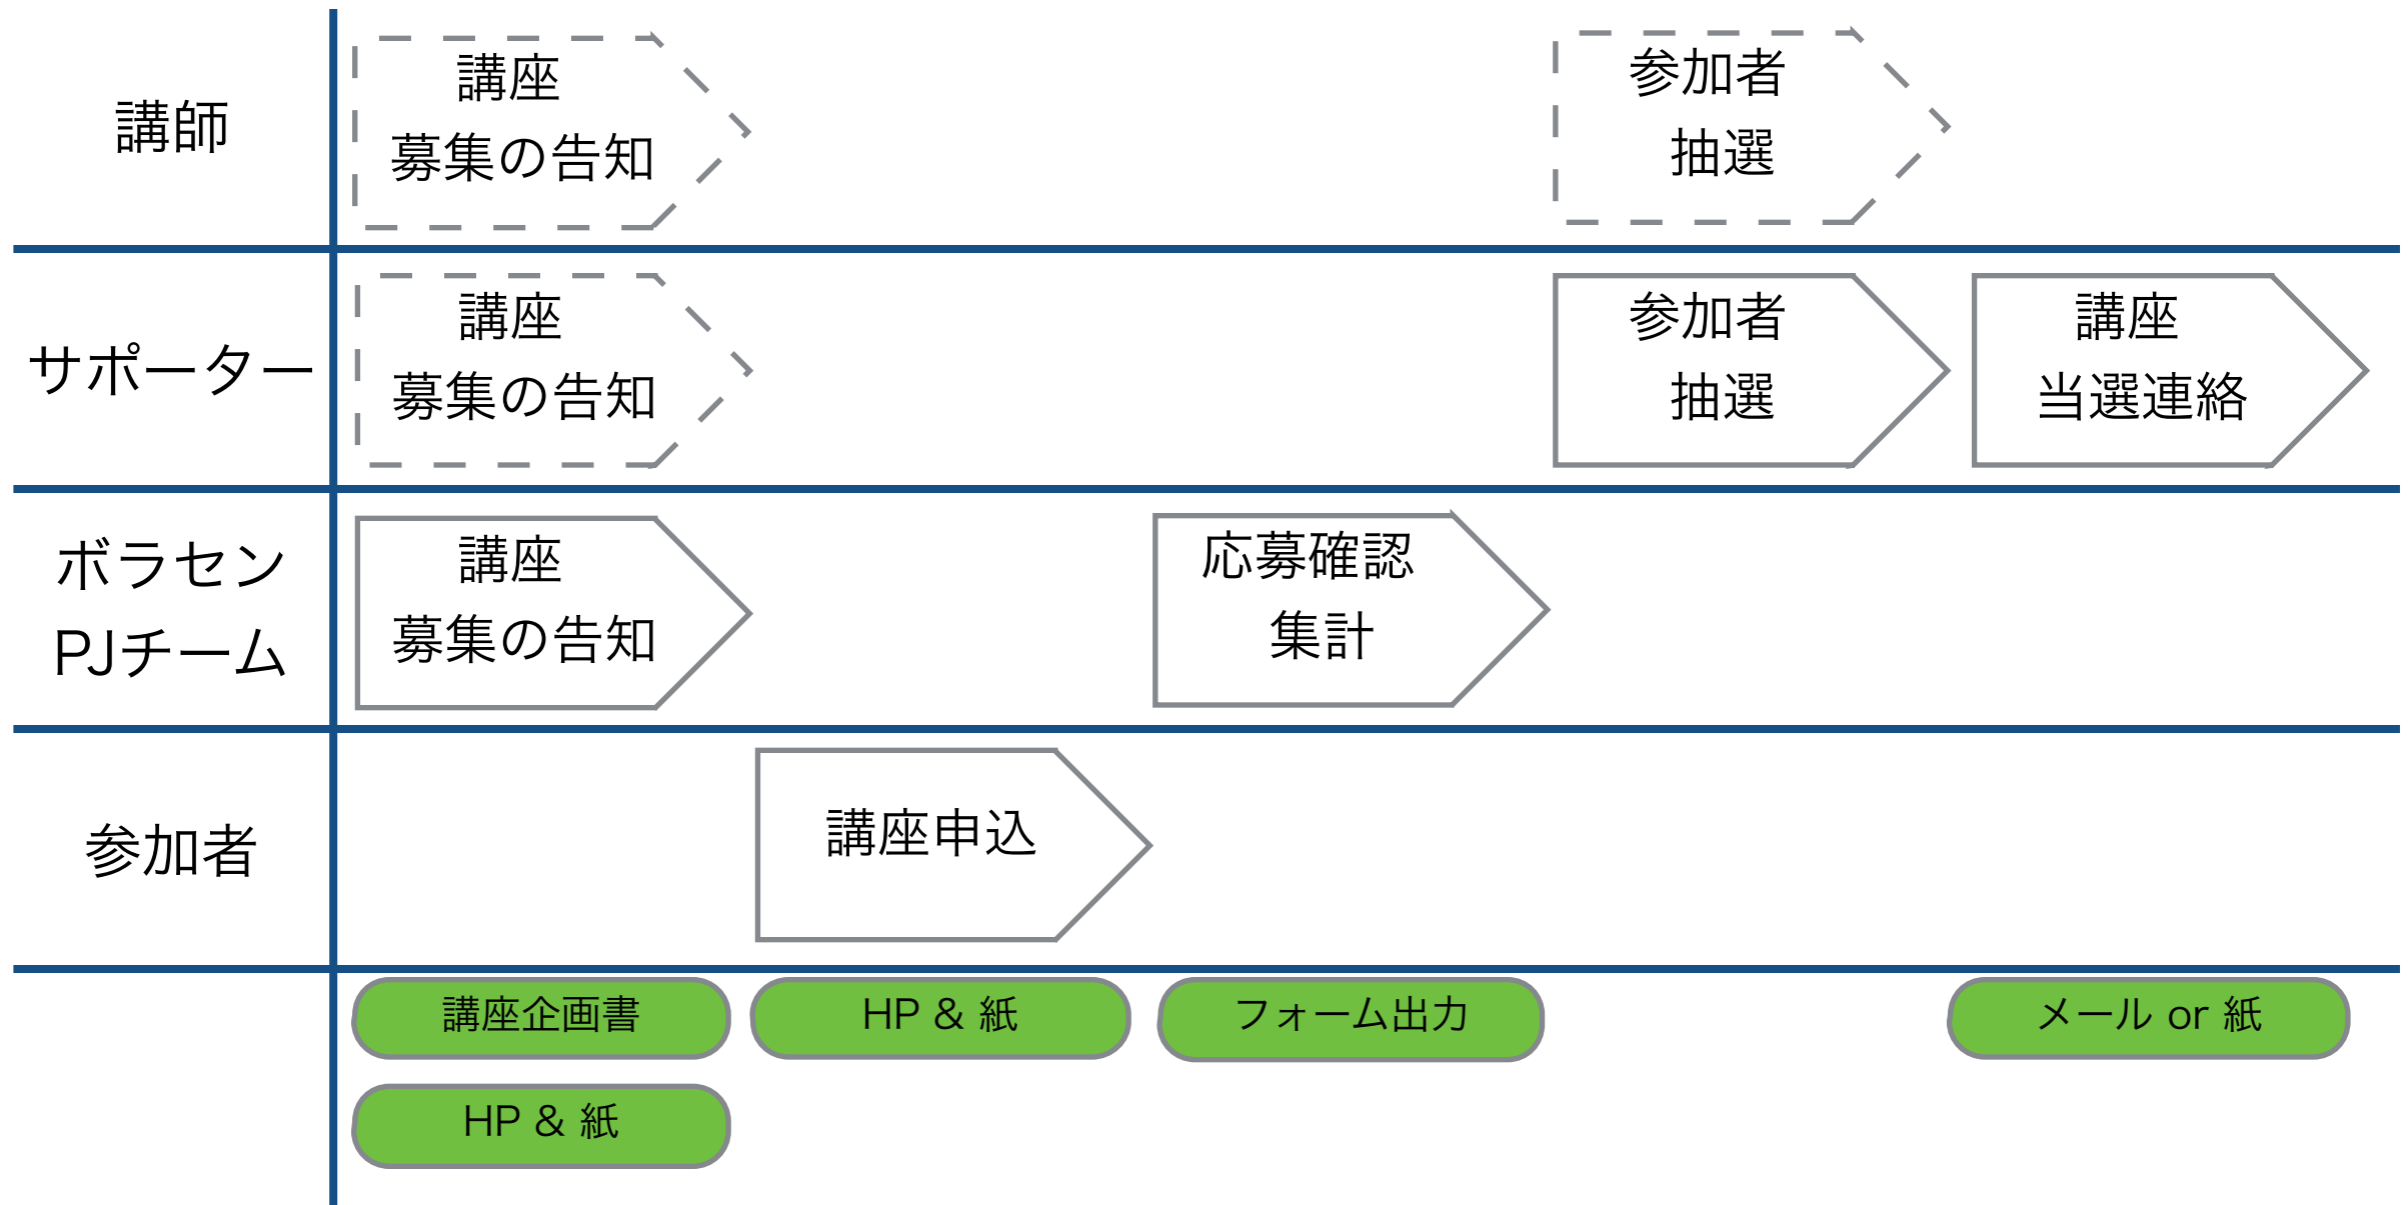 講師
講座
募集の告知
参加者
抽選
サポーター
講座
募集の告知
参加者
抽選
講座
当選連絡
ボラセン
PJチーム
講座
募集の告知
応募確認
集計
参加者
講座申込
講座企画書
HP & 紙
フォーム出力
メール or 紙
HP & 紙